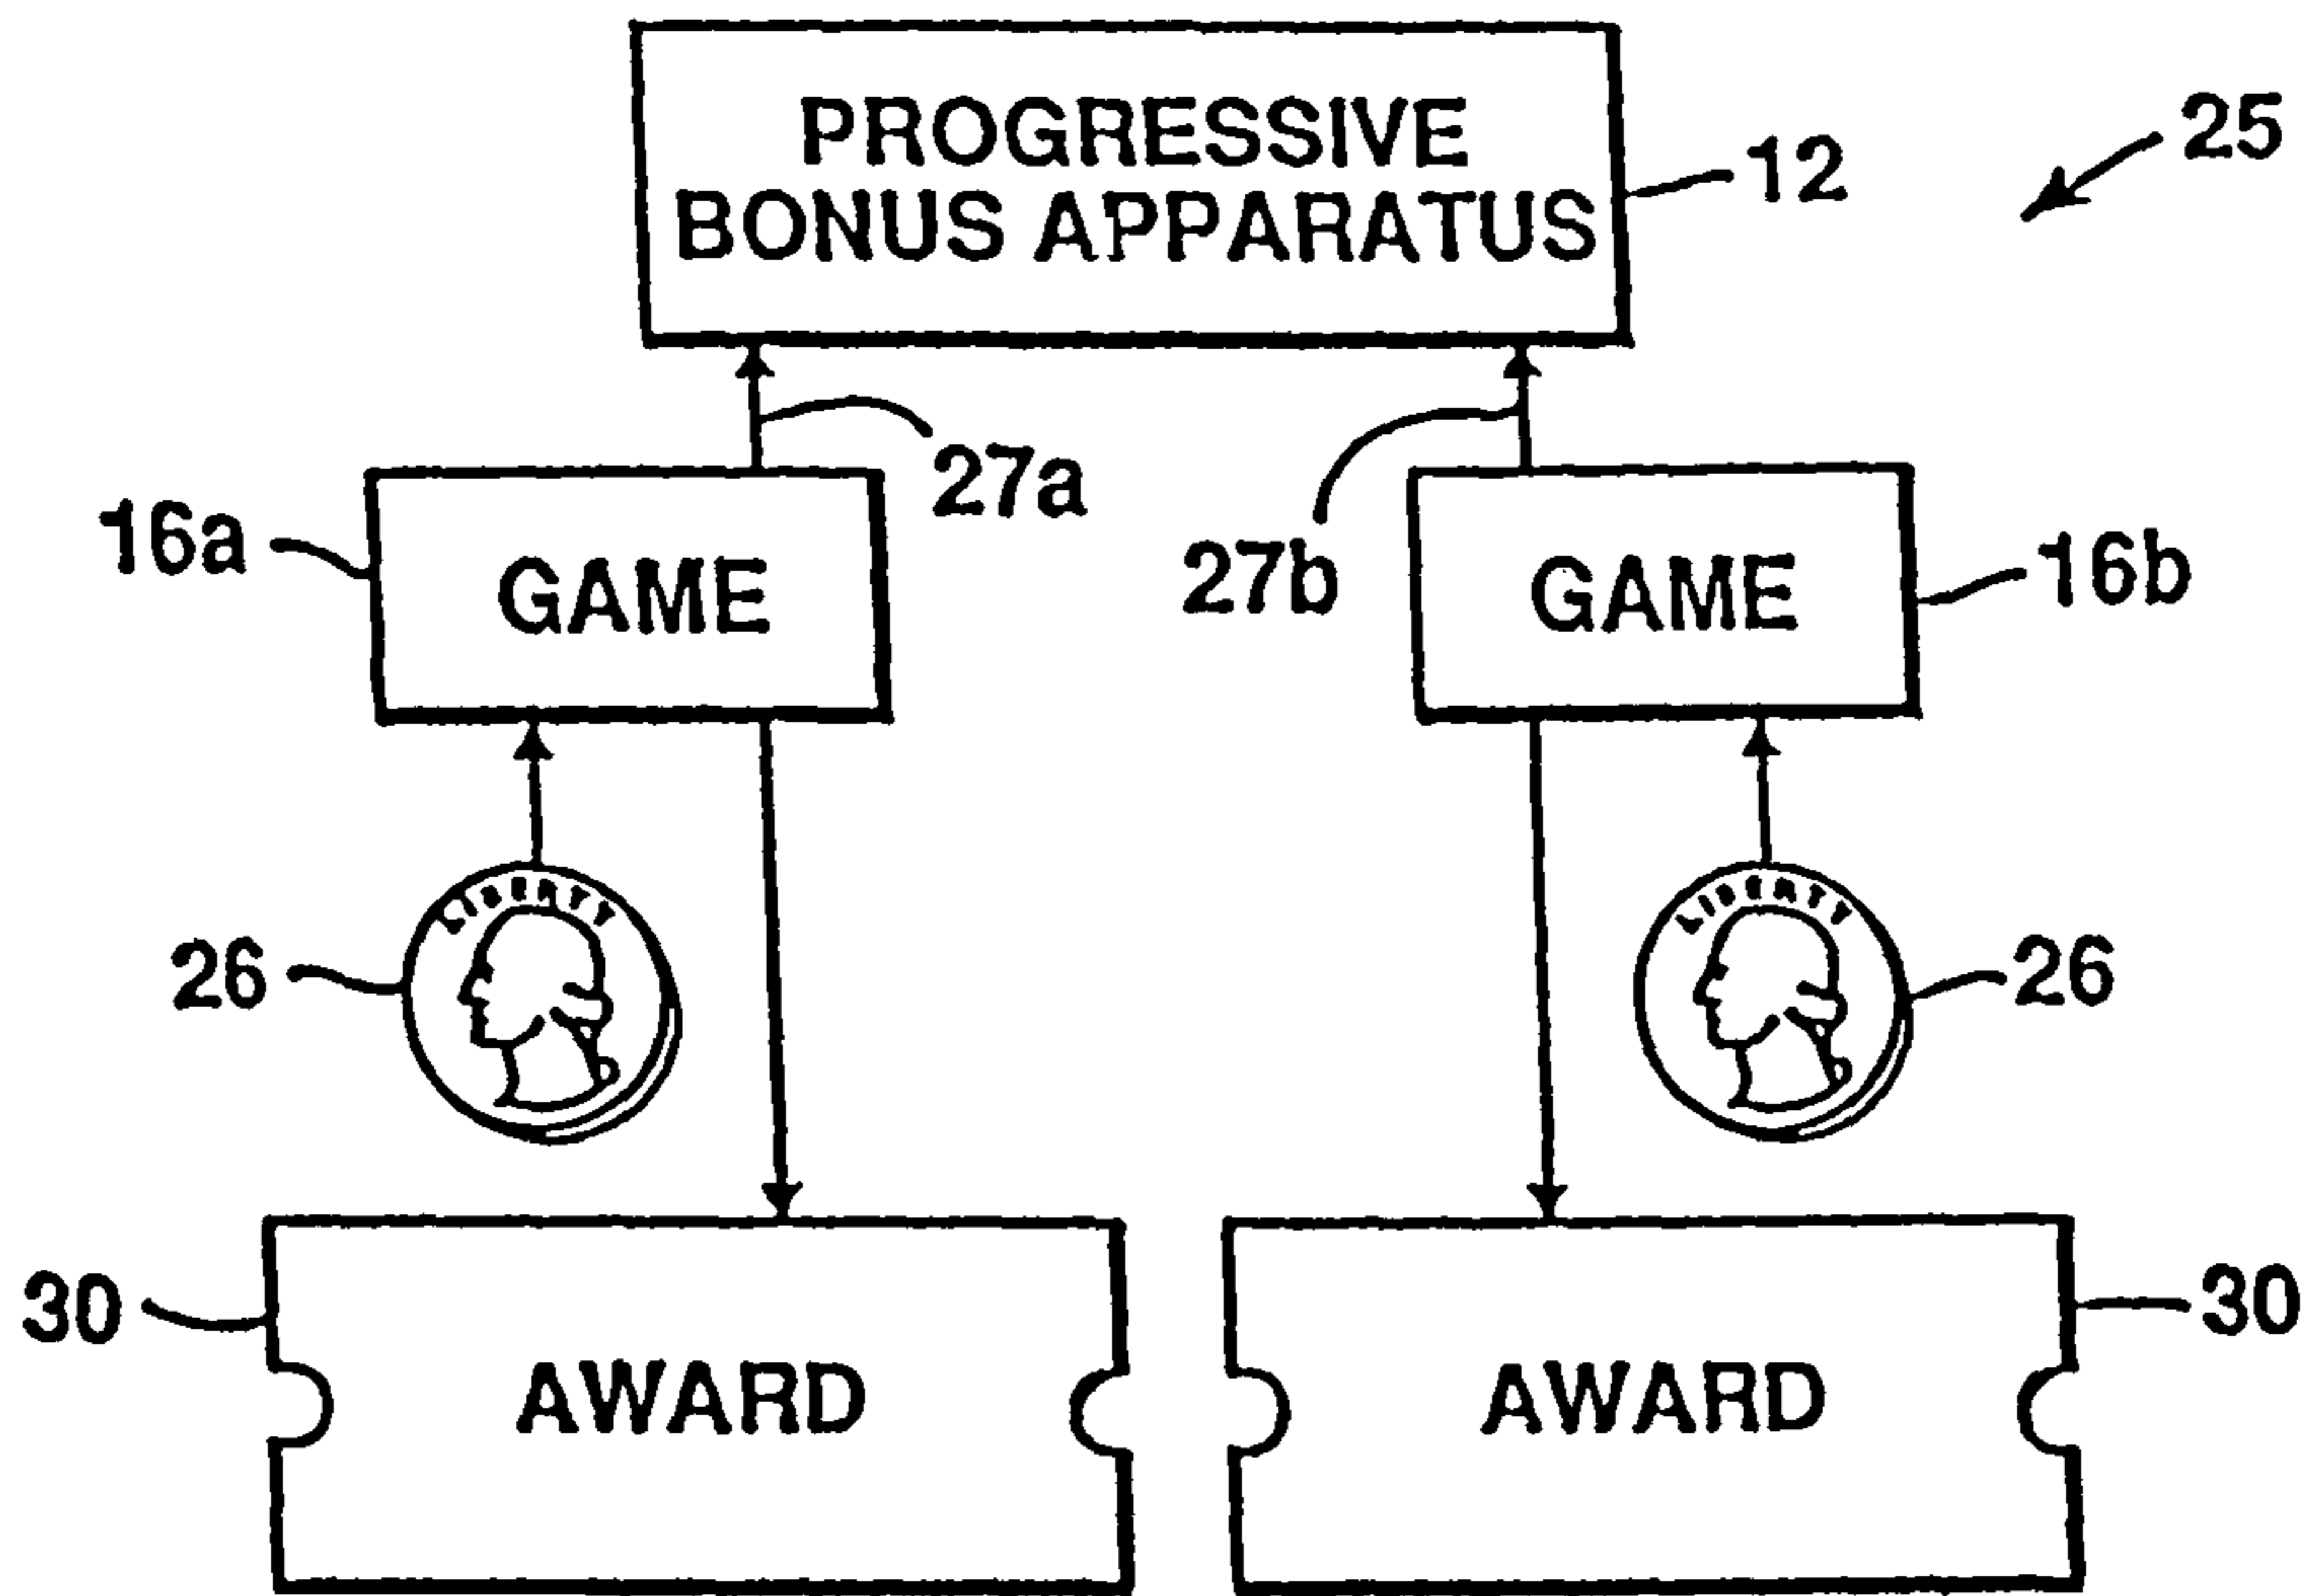 PROGRESSIVE
BONUS APPARATUS
12
25
27a
27b
16a
GAME
GAME
16b
26
26
30
AWARD
AWARD
30